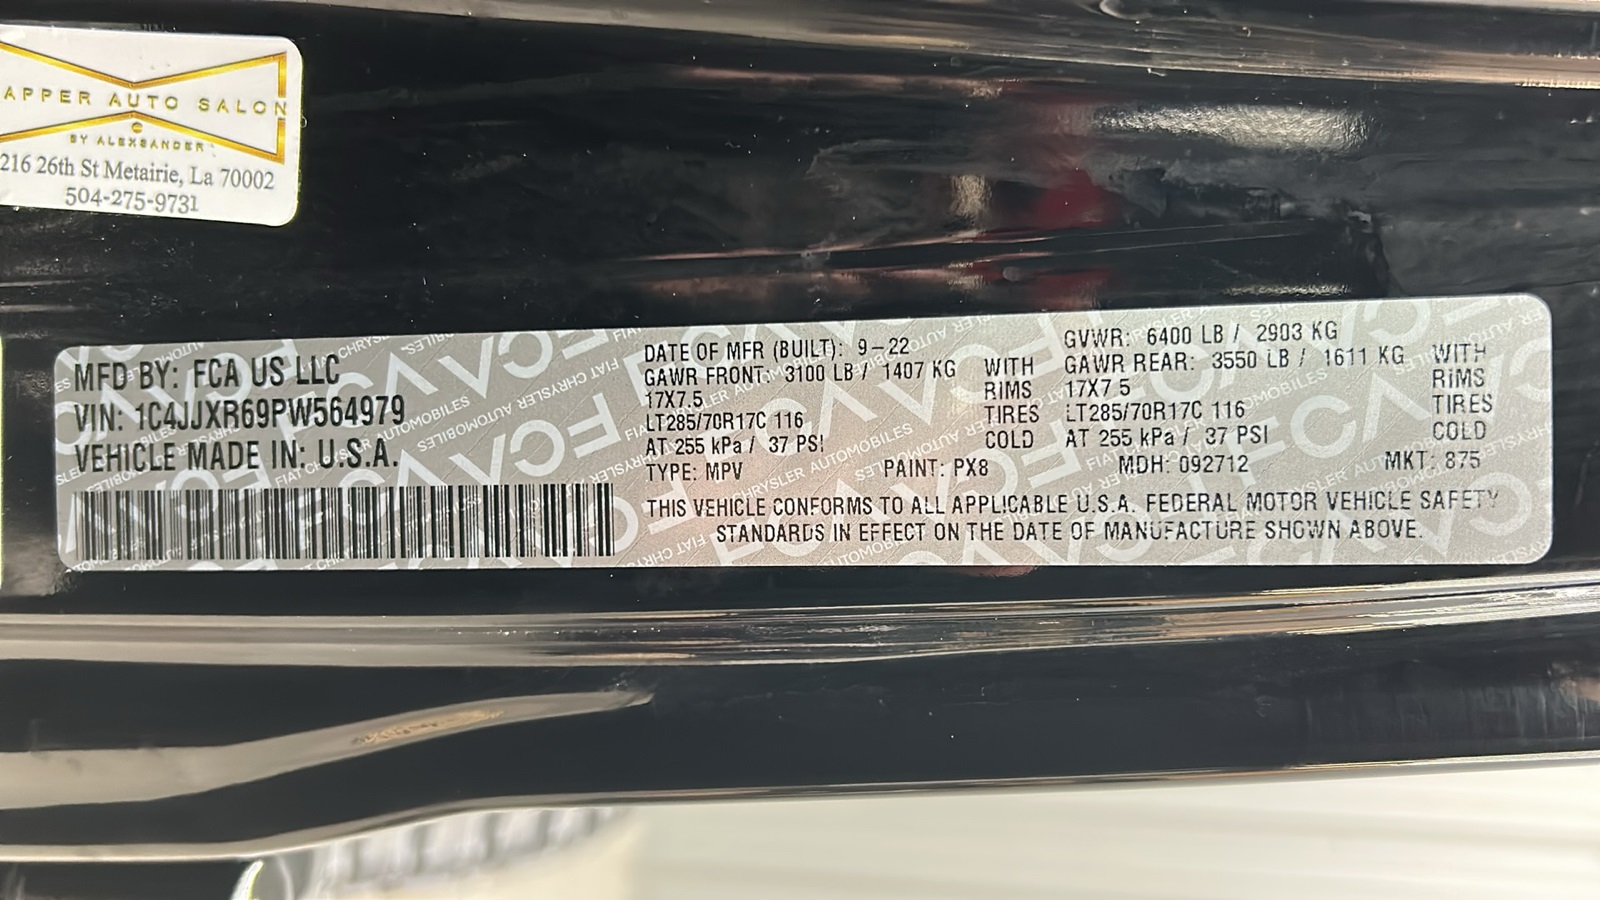 APPER AUTO SALON
BY ALEXSANDER
216 26th St Metairie, La 70002
504-275-9731
MFD BY: FCA US LLC
VIN: 1C4JJXR69PW564979
VEHICLE MADE IN: U.S.A.
DATE OF MFR (BUILT): 9-22
GAWR FRONT: 3100 LB / 1407 KG WITH
17X7.5 RIMS
LT285/70R17C 116 TIRES
AT 255 kPa / 37 PSI COLD
GVWR: 6400 LB / 2903 KG
GAWR REAR: 3550 LB / 1611 KG WITH
17X7.5 RIMS
LT285/70R17C 116 TIRES
AT 255 kPa / 37 PSI COLD
TYPE: MPV PAINT: PX8 MDH: 092712 MKT: 875
THIS VEHICLE CONFORMS TO ALL APPLICABLE U.S.A. FEDERAL MOTOR VEHICLE SAFETY
STANDARDS IN EFFECT ON THE DATE OF MANUFACTURE SHOWN ABOVE.